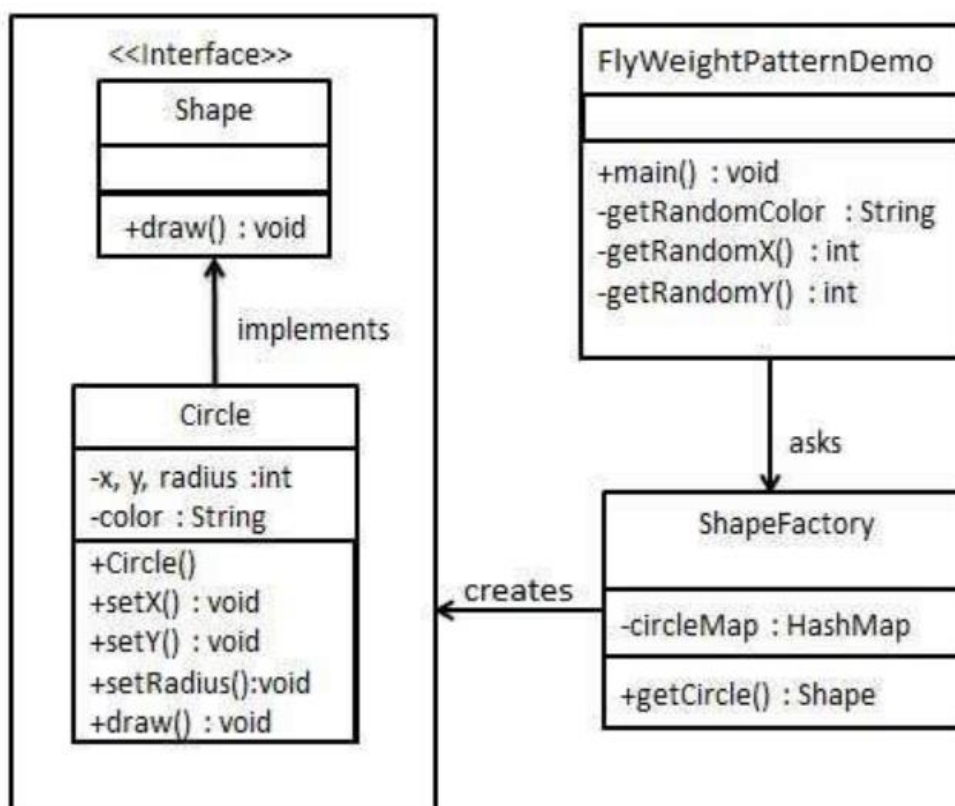 <<Interface>>
Shape
+draw() : void
implements
Circle
-x, y, radius :int
-color : String
+Circle()
+setX() : void
+setY() : void
+setRadius():void
+draw() : void
FlyWeightPatternDemo
+main() : void
-getRandomColor : String
-getRandomX() : int
-getRandomY() : int
asks
ShapeFactory
-circleMap : HashMap
+getCircle() : Shape
creates